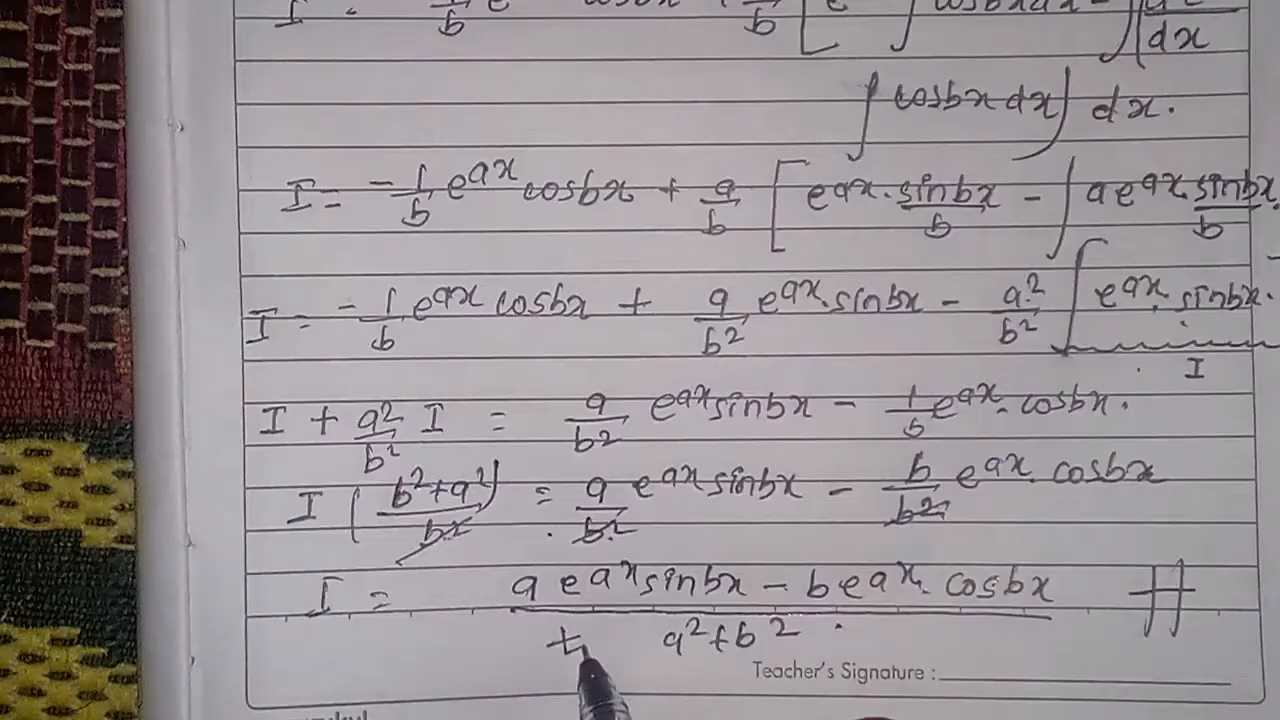 ∫ cosbx dx) dx.
I = -1/b e^ax cosbx + a/b [ e^ax . sinbx/b - ∫ a e^ax sinbx/b
I = -1/b e^ax cosbx + a/b² e^ax . sinbx - a²/b² ∫ e^ax . sinbx.
I
I + a²/b² I = a/b² e^ax sinbx - 1/b e^ax . cosbx.
I (b²+a²/b²) = a/b² e^ax sinbx - b/b² e^ax . cosbx
I = a e^ax sinbx - b e^ax . cosbx / a²+b² . #
Teacher's Signature :